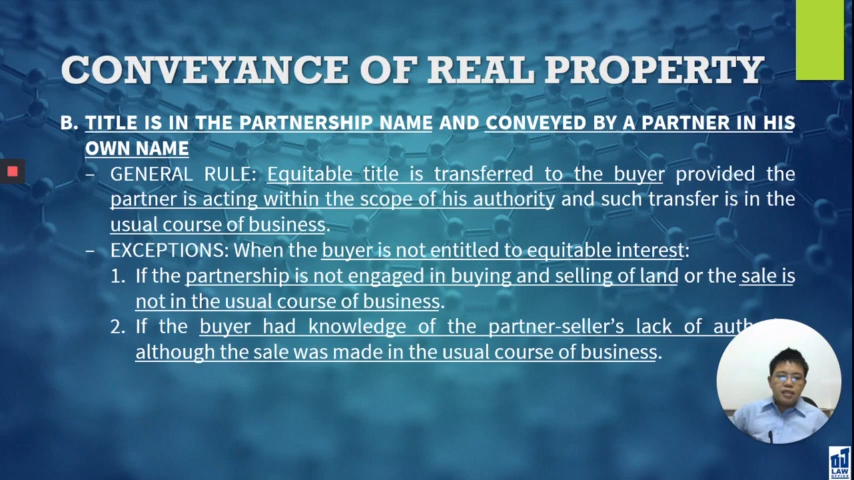 CONVEYANCE OF REAL PROPERTY
B. TITLE IS IN THE PARTNERSHIP NAME AND CONVEYED BY A PARTNER IN HIS
OWN NAME
– GENERAL RULE: Equitable title is transferred to the buyer provided the
partner is acting within the scope of his authority and such transfer is in the
usual course of business.
– EXCEPTIONS: When the buyer is not entitled to equitable interest:
1. If the partnership is not engaged in buying and selling of land or the sale is
not in the usual course of business.
2. If the buyer had knowledge of the partner-seller's lack of
although the sale was made in the usual course of business.
LAW